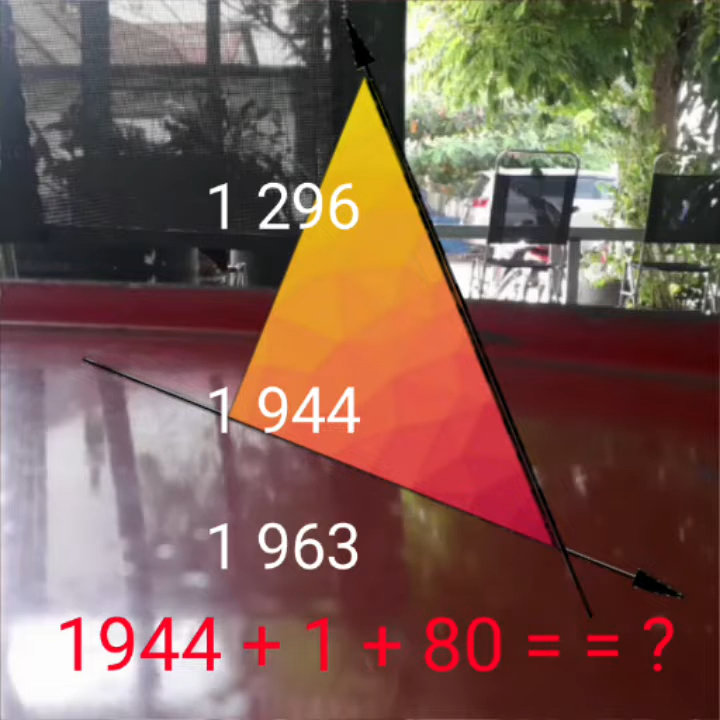 1 296
1 944
1 963
1944 + 1 + 80 = = ?